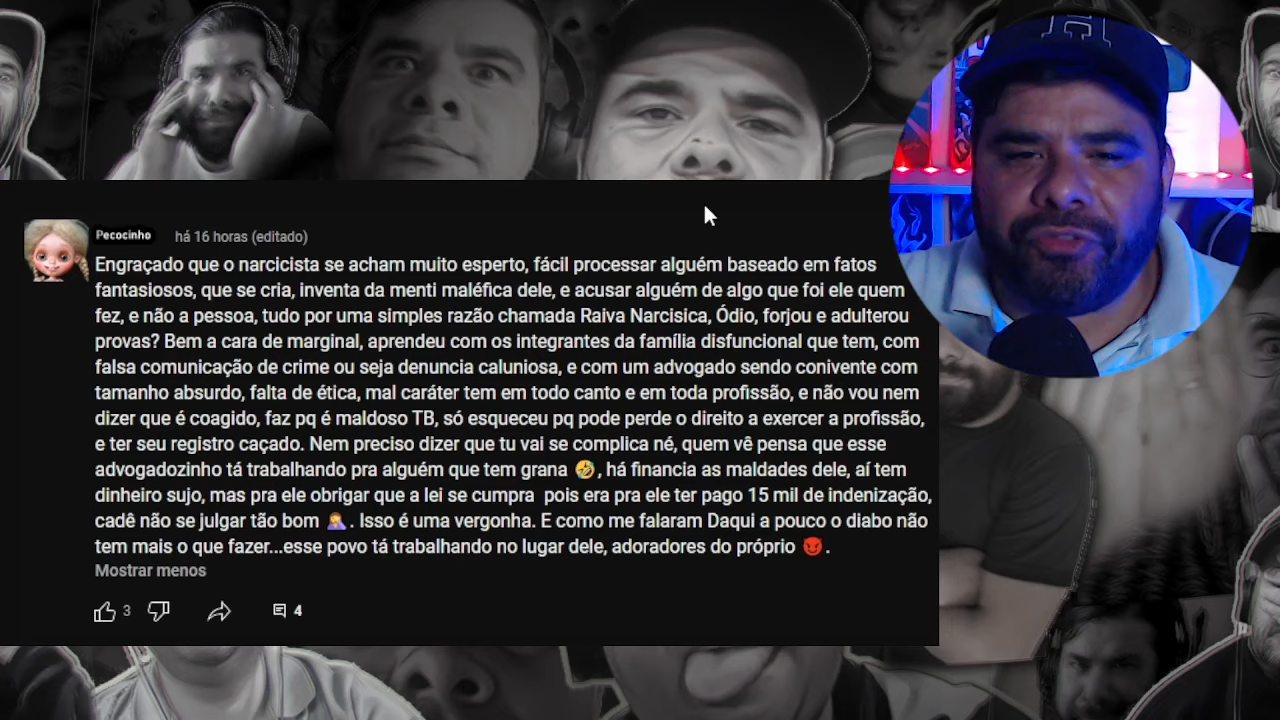 Pecocinho há 16 horas (editado)
Engraçado que o narcicista se acham muito esperto, fácil processar alguém baseado em fatos
fantasiosos, que se cria, inventa da menti maléfica dele, e acusar alguém de algo que foi ele quem
fez, e não a pessoa, tudo por uma simples razão chamada Raiva Narcisica, Ódio, forjou e adulterou
provas? Bem a cara de marginal, aprendeu com os integrantes da família disfuncional que tem, com
falsa comunicação de crime ou seja denuncia caluniosa, e com um advogado sendo conivente com
tamanho absurdo, falta de ética, mal caráter tem em todo canto e em toda profissão, e não vou nem
dizer que é coagido, faz pq é maldoso TB, só esqueceu pq pode perde o direito a exercer a profissão,
e ter seu registro caçado. Nem preciso dizer que tu vai se complica né, quem vê pensa que esse
advogadozinho tá trabalhando pra alguém que tem grana 🤣, há financia as maldades dele, aí tem
dinheiro sujo, mas pra ele obrigar que a lei se cumpra pois era pra ele ter pago 15 mil de indenização,
cadê não se julgar tão bom 🤦‍♀️. Isso é uma vergonha. E como me falaram Daqui a pouco o diabo não
tem mais o que fazer...esse povo tá trabalhando no lugar dele, adoradores do próprio 😈.
Mostrar menos
3 4
H